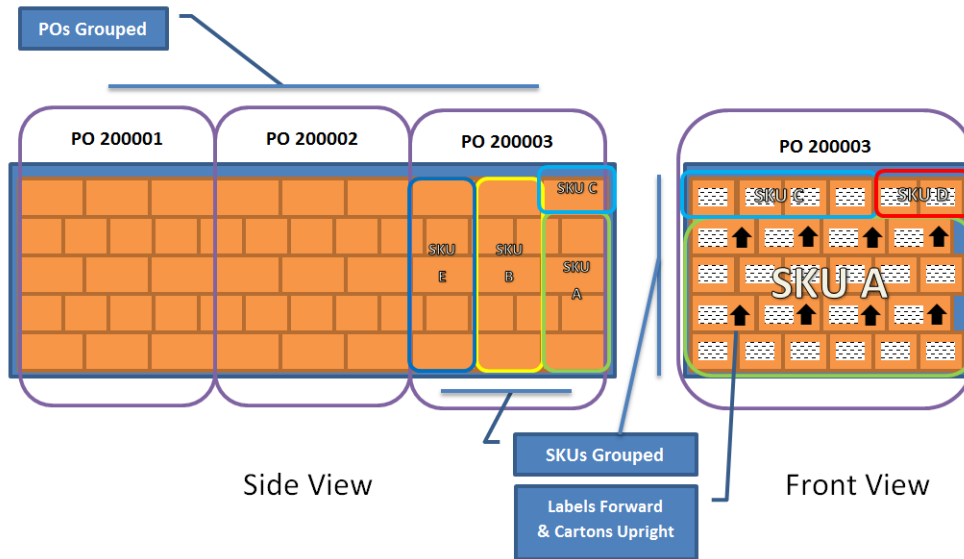 POs Grouped
PO 200001
PO 200002
PO 200003
PO 200003
SKU C
SKU
E
SKU
B
SKU
A
SKU C
SKU D
SKU A
SKUs Grouped
Labels Forward
& Cartons Upright
Side View
Front View